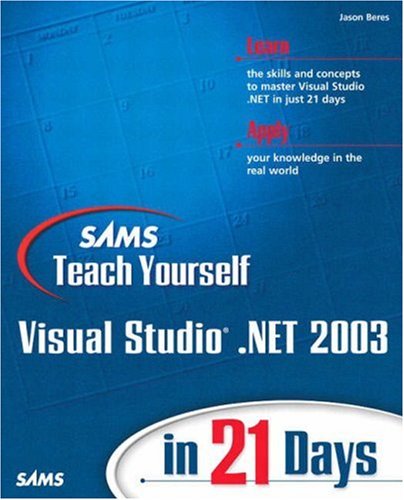 Jason Beres
Learn
the skills and concepts
to master Visual Studio
.NET in just 21 days
Apply
your knowledge in the
real world
SAMS
Teach Yourself
Visual Studio® .NET 2003
in 21 Days
SAMS